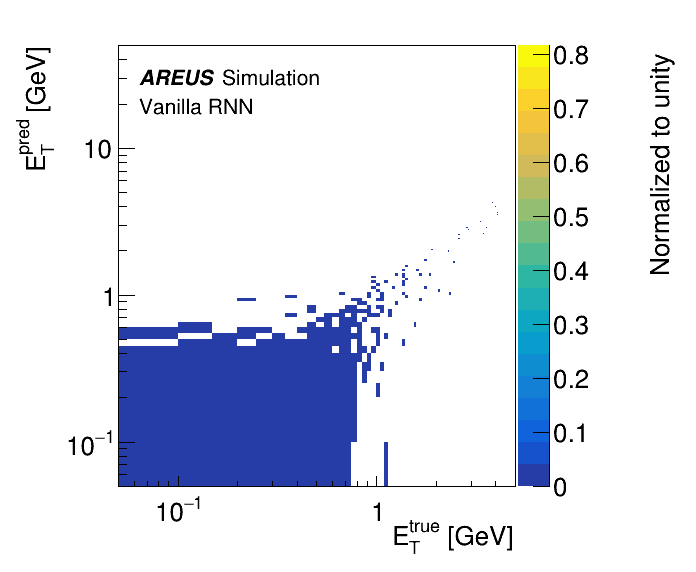 AREUS Simulation
Vanilla RNN
E_T^pred [GeV]
10
1
10^−1
10^−1
1
E_T^true [GeV]
0.8
0.7
0.6
0.5
0.4
0.3
0.2
0.1
0
Normalized to unity